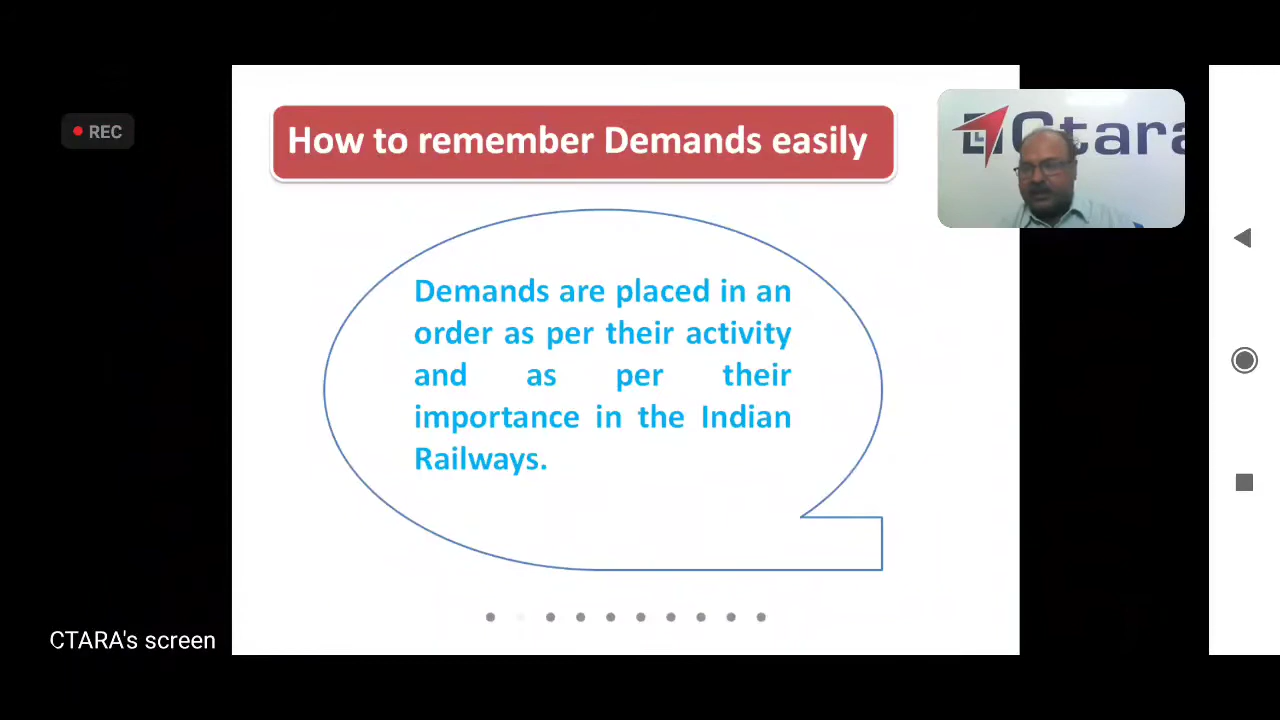 REC
How to remember Demands easily
Ctara
Demands are placed in an
order as per their activity
and as per their
importance in the Indian
Railways.
CTARA's screen